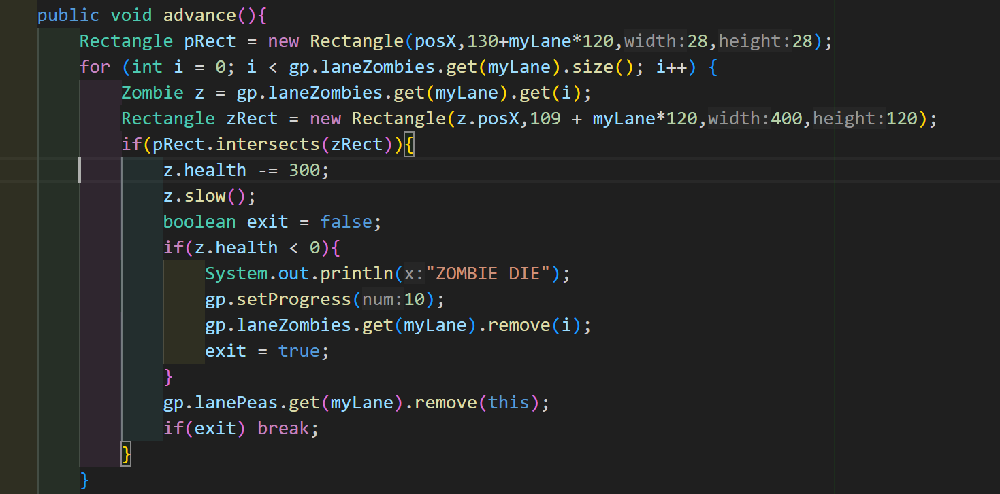 public void advance(){
    Rectangle pRect = new Rectangle(posX,130+myLane*120,width:28,height:28);
    for (int i = 0; i < gp.laneZombies.get(myLane).size(); i++) {
        Zombie z = gp.laneZombies.get(myLane).get(i);
        Rectangle zRect = new Rectangle(z.posX,109 + myLane*120,width:400,height:120);
        if(pRect.intersects(zRect)){
            z.health -= 300;
            z.slow();
            boolean exit = false;
            if(z.health < 0){
                System.out.println(x:"ZOMBIE DIE");
                gp.setProgress(num:10);
                gp.laneZombies.get(myLane).remove(i);
                exit = true;
            }
            gp.lanePeas.get(myLane).remove(this);
            if(exit) break;
        }
    }